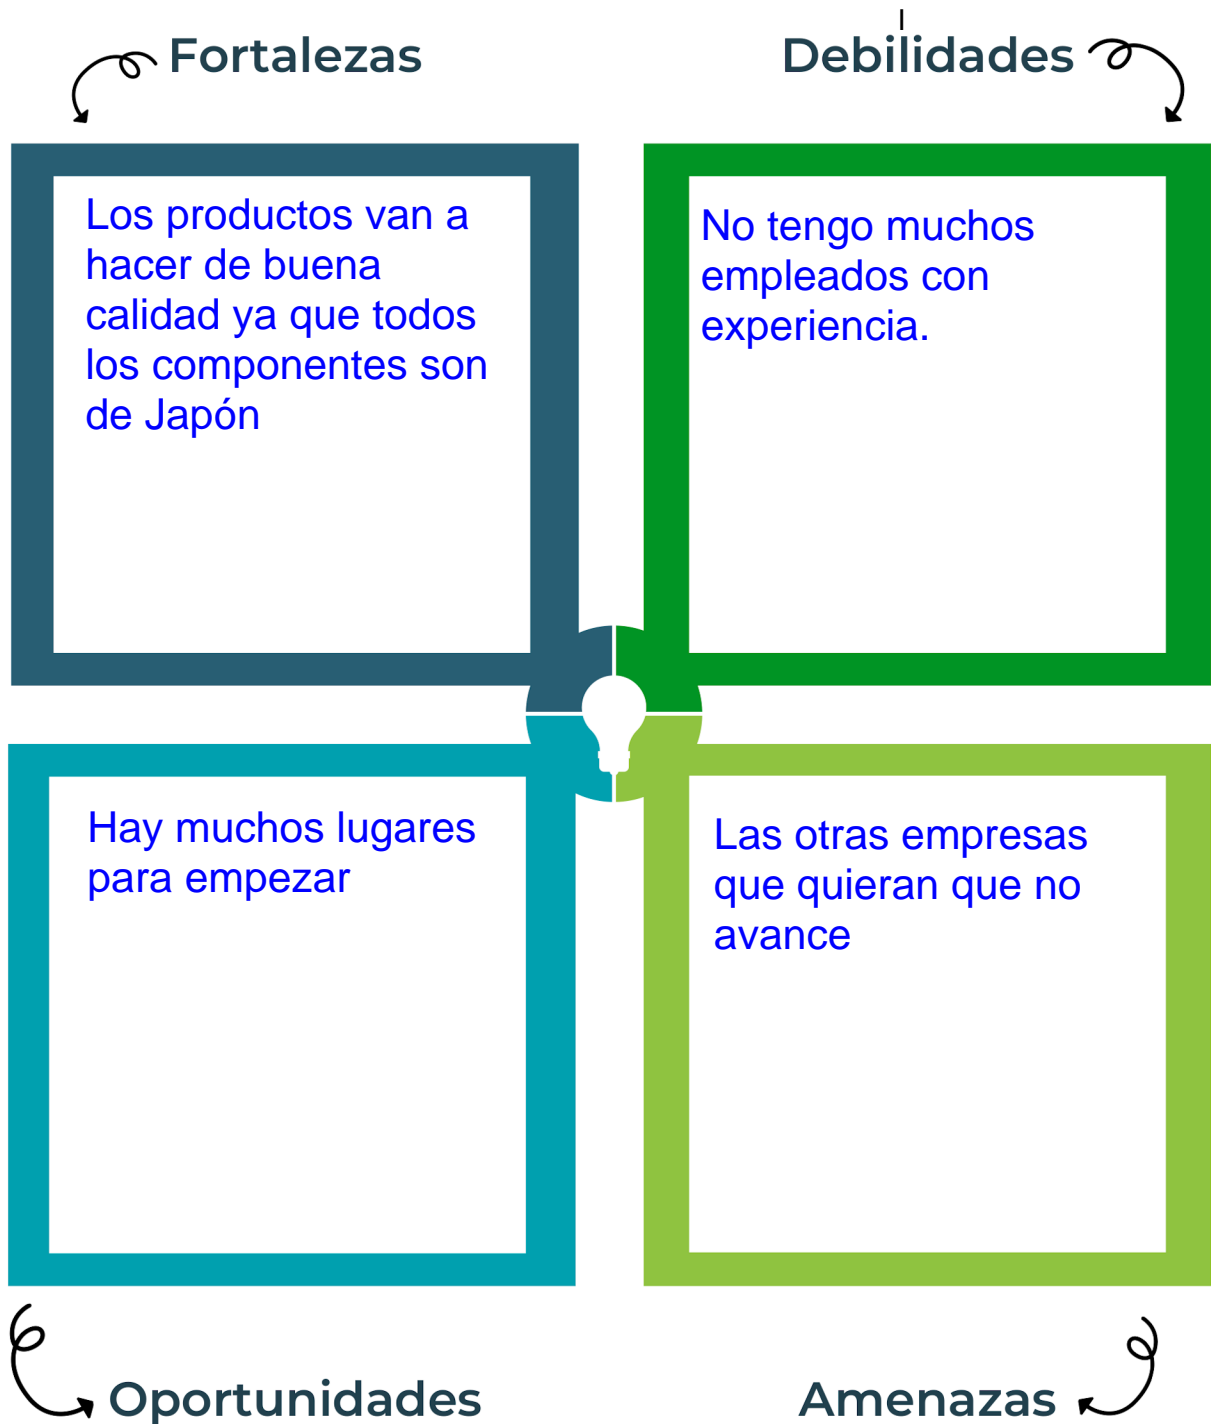 Fortalezas
Los productos van a
hacer de buena
calidad ya que todos
los componentes son
de Japón
Debilidades
No tengo muchos
empleados con
experiencia.
Hay muchos lugares
para empezar
Oportunidades
Las otras empresas
que quieran que no
avance
Amenazas